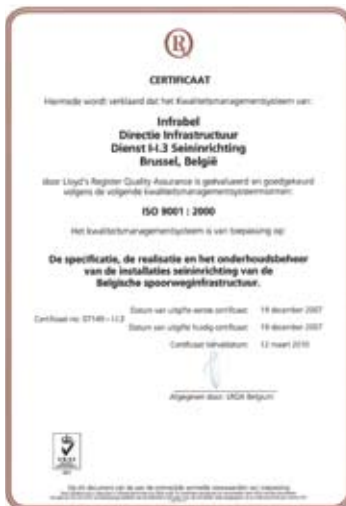 R
CERTIFICAAT
Hiermede wordt verklaard dat het Kwaliteitsmanagementsysteem van:
Infrabel
Directie Infrastructuur
Dienst I-I.3 Seininrichting
Brussel, België
door Lloyd's Register Quality Assurance is geëvalueerd en goedgekeurd
volgens de volgende kwaliteitsmanagementsysteemnormen:
ISO 9001 : 2000
Het kwaliteitsmanagementsysteem is van toepassing op:
De specificatie, de realisatie en het onderhoudsbeheer
van de installaties seininrichting van de
Belgische spoorweginfrastructuur.
Datum van uitgifte eerste certificaat: 19 december 2007
Certificaat no:
Datum van uitgifte huidig certificaat: 19 december 2007
Certificaat Vervaldatum: 12 maart 2010
Afgegeven door: LRQA Belgium